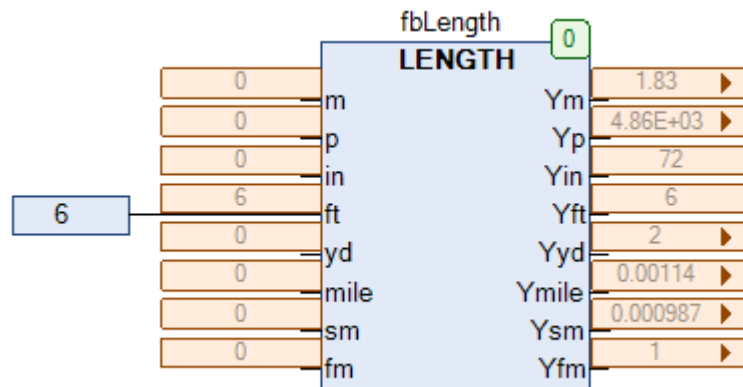 fbLength
0
LENGTH
0 m Ym 1.83
0 p Yp 4.86E+03
0 in Yin 72
6 6 ft Yft 6
0 yd Yyd 2
0 mile Ymile 0.00114
0 sm Ysm 0.000987
0 fm Yfm 1